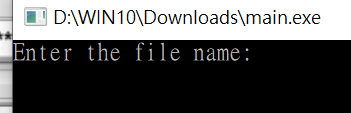 D:\WIN10\Downloads\main.exe
Enter the file name: